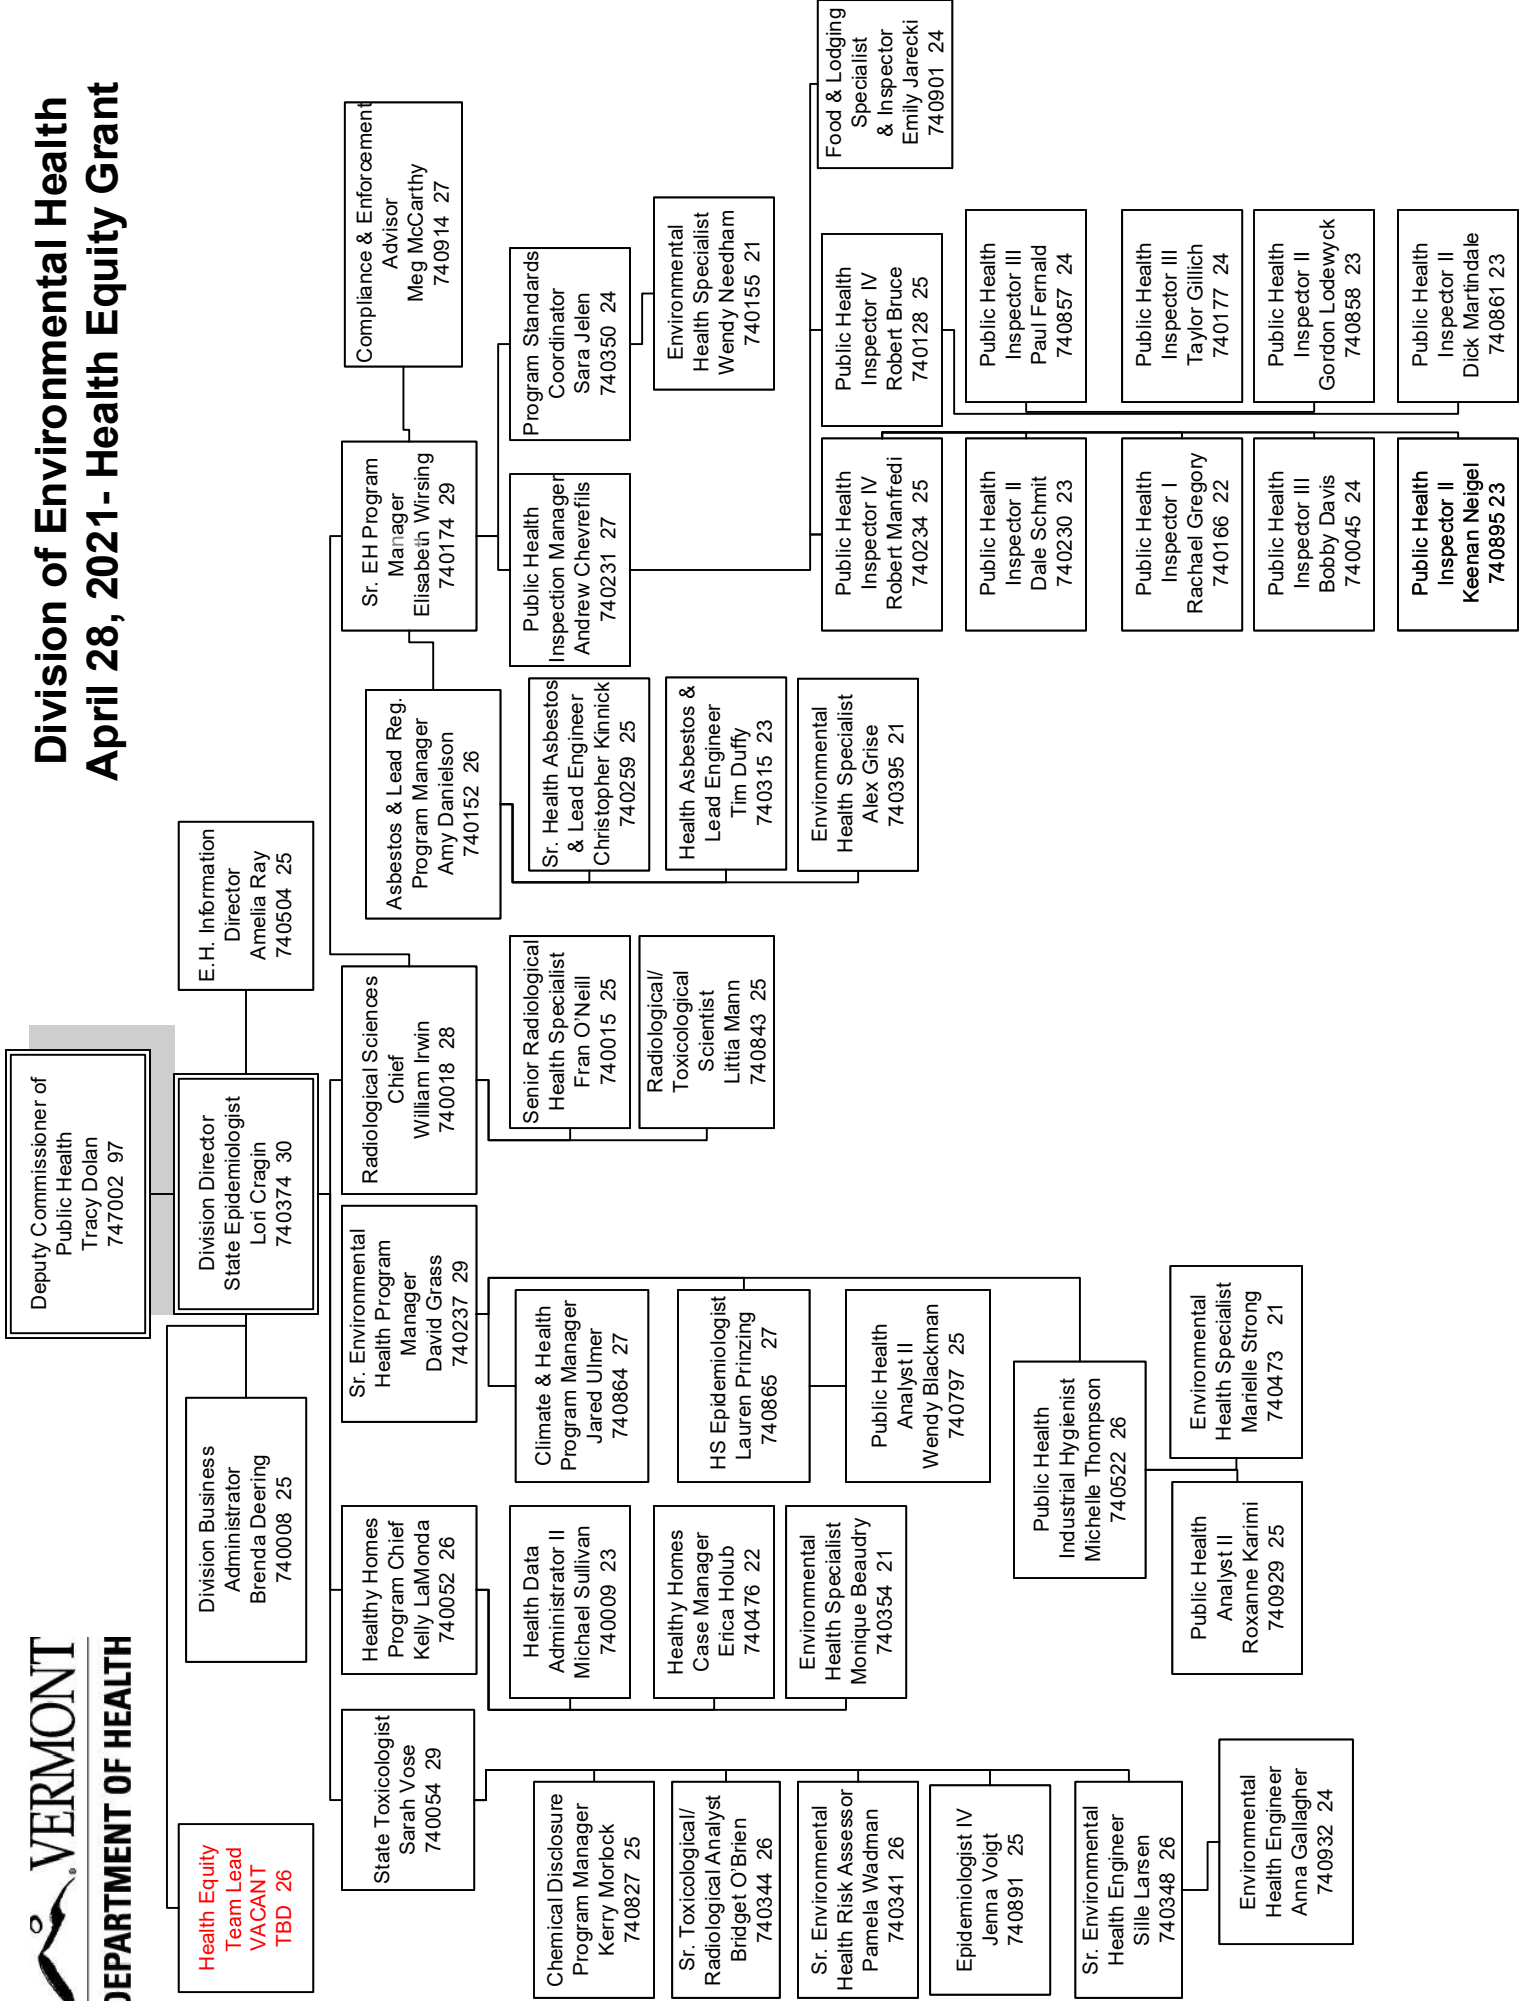 VERMONT
DEPARTMENT OF HEALTH
Division of Environmental Health
April 28, 2021- Health Equity Grant
Deputy Commissioner of
Public Health
Tracy Dolan
747002 97
Health Equity
Team Lead
VACANT
TBD 26
Division Business
Administrator
Brenda Deering
740008 25
Division Director
State Epidemiologist
Lori Cragin
740374 30
E.H. Information
Director
Amelia Ray
740504 25
State Toxicologist
Sarah Vose
740054 29
Healthy Homes
Program Chief
Kelly LaMonda
740052 26
Sr. Environmental
Health Program
Manager
David Grass
740237 29
Radiological Sciences
Chief
William Irwin
740018 28
Sr. EH Program
Manager
Elisabeth Wirsing
740174 29
Compliance & Enforcement
Advisor
Meg McCarthy
740914 27
Chemical Disclosure
Program Manager
Kerry Morlock
740827 25
Sr. Toxicological/
Radiological Analyst
Bridget O'Brien
740344 26
Sr. Environmental
Health Risk Assessor
Pamela Wadman
740341 26
Epidemiologist IV
Jenna Voigt
740891 25
Sr. Environmental
Health Engineer
Sille Larsen
740348 26
Environmental
Health Engineer
Anna Gallagher
740932 24
Health Data
Administrator II
Michael Sullivan
740009 23
Healthy Homes
Case Manager
Erica Holub
740476 22
Environmental
Health Specialist
Monique Beaudry
740354 21
Climate & Health
Program Manager
Jared Ulmer
740864 27
HS Epidemiologist
Lauren Prinzing
740865 27
Public Health
Analyst II
Wendy Blackman
740797 25
Public Health
Industrial Hygienist
Michelle Thompson
740522 26
Public Health
Analyst II
Roxanne Karimi
740929 25
Environmental
Health Specialist
Marielle Strong
740473 21
Senior Radiological
Health Specialist
Fran O'Neill
740015 25
Radiological/
Toxicological
Scientist
Littia Mann
740843 25
Asbestos & Lead Reg.
Program Manager
Amy Danielson
740152 26
Sr. Health Asbestos
& Lead Engineer
Christopher Kinnick
740259 25
Health Asbestos &
Lead Engineer
Tim Duffy
740315 23
Environmental
Health Specialist
Alex Grise
740395 21
Public Health
Inspection Manager
Andrew Chevrefils
740231 27
Program Standards
Coordinator
Sara Jelen
740350 24
Environmental
Health Specialist
Wendy Needham
740155 21
Public Health
Inspector IV
Robert Manfredi
740234 25
Public Health
Inspector IV
Robert Bruce
740128 25
Food & Lodging
Specialist
& Inspector
Emily Jarecki
740901 24
Public Health
Inspector II
Dale Schmit
740230 23
Public Health
Inspector III
Paul Fernald
740857 24
Public Health
Inspector I
Rachael Gregory
740166 22
Public Health
Inspector III
Taylor Gillich
740177 24
Public Health
Inspector III
Bobby Davis
740045 24
Public Health
Inspector II
Gordon Lodewyck
740858 23
Public Health
Inspector II
Keenan Neigel
740895 23
Public Health
Inspector II
Dick Martindale
740861 23